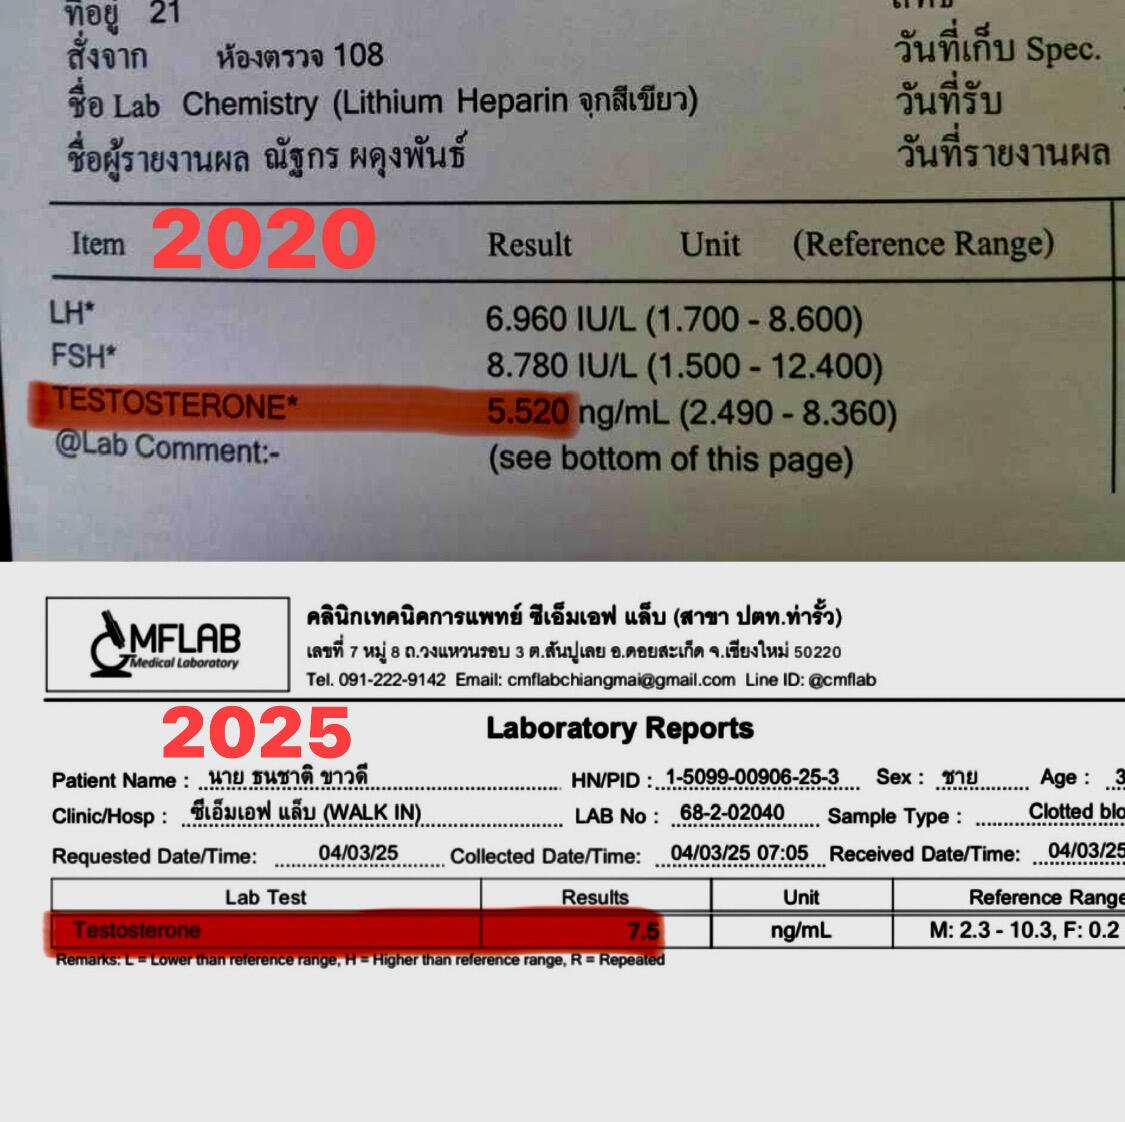 ที่อยู่ 21
สั่งจาก ห้องตรวจ 108
วันที่เก็บ Spec.
ชื่อ Lab Chemistry (Lithium Heparin จุกสีเขียว)
วันที่รับ
ชื่อผู้รายงานผล ณัฐกร ผดุงพันธ์
วันที่รายงานผล
Item 2020 Result Unit (Reference Range)
LH* 6.960 IU/L (1.700 - 8.600)
FSH* 8.780 IU/L (1.500 - 12.400)
TESTOSTERONE* 5.520 ng/mL (2.490 - 8.360)
@Lab Comment:- (see bottom of this page)
CMFLAB
Medical Laboratory
คลินิกเทคนิคการแพทย์ ซีเอ็มเอฟ แล็บ (สาขา ปตท.ท่ารั้ว)
เลขที่ 7 หมู่ 8 ถ.วงแหวนรอบ 3 ต.สันปูเลย อ.ดอยสะเก็ด จ.เชียงใหม่ 50220
Tel. 091-222-9142 Email: cmflabchiangmai@gmail.com Line ID: @cmflab
2025
Laboratory Reports
Patient Name : นาย ธนชาติ ขาวดี HN/PID : 1-5099-00906-25-3 Sex : ชาย Age : 3
Clinic/Hosp : ซีเอ็มเอฟ แล็บ (WALK IN) LAB No : 68-2-02040 Sample Type : Clotted blo
Requested Date/Time: 04/03/25 Collected Date/Time: 04/03/25 07:05 Received Date/Time: 04/03/25
Lab Test Results Unit Reference Range
Testosterone 7.5 ng/mL M: 2.3 - 10.3, F: 0.2
Remarks: L = Lower than reference range, H = Higher than reference range, R = Repeated